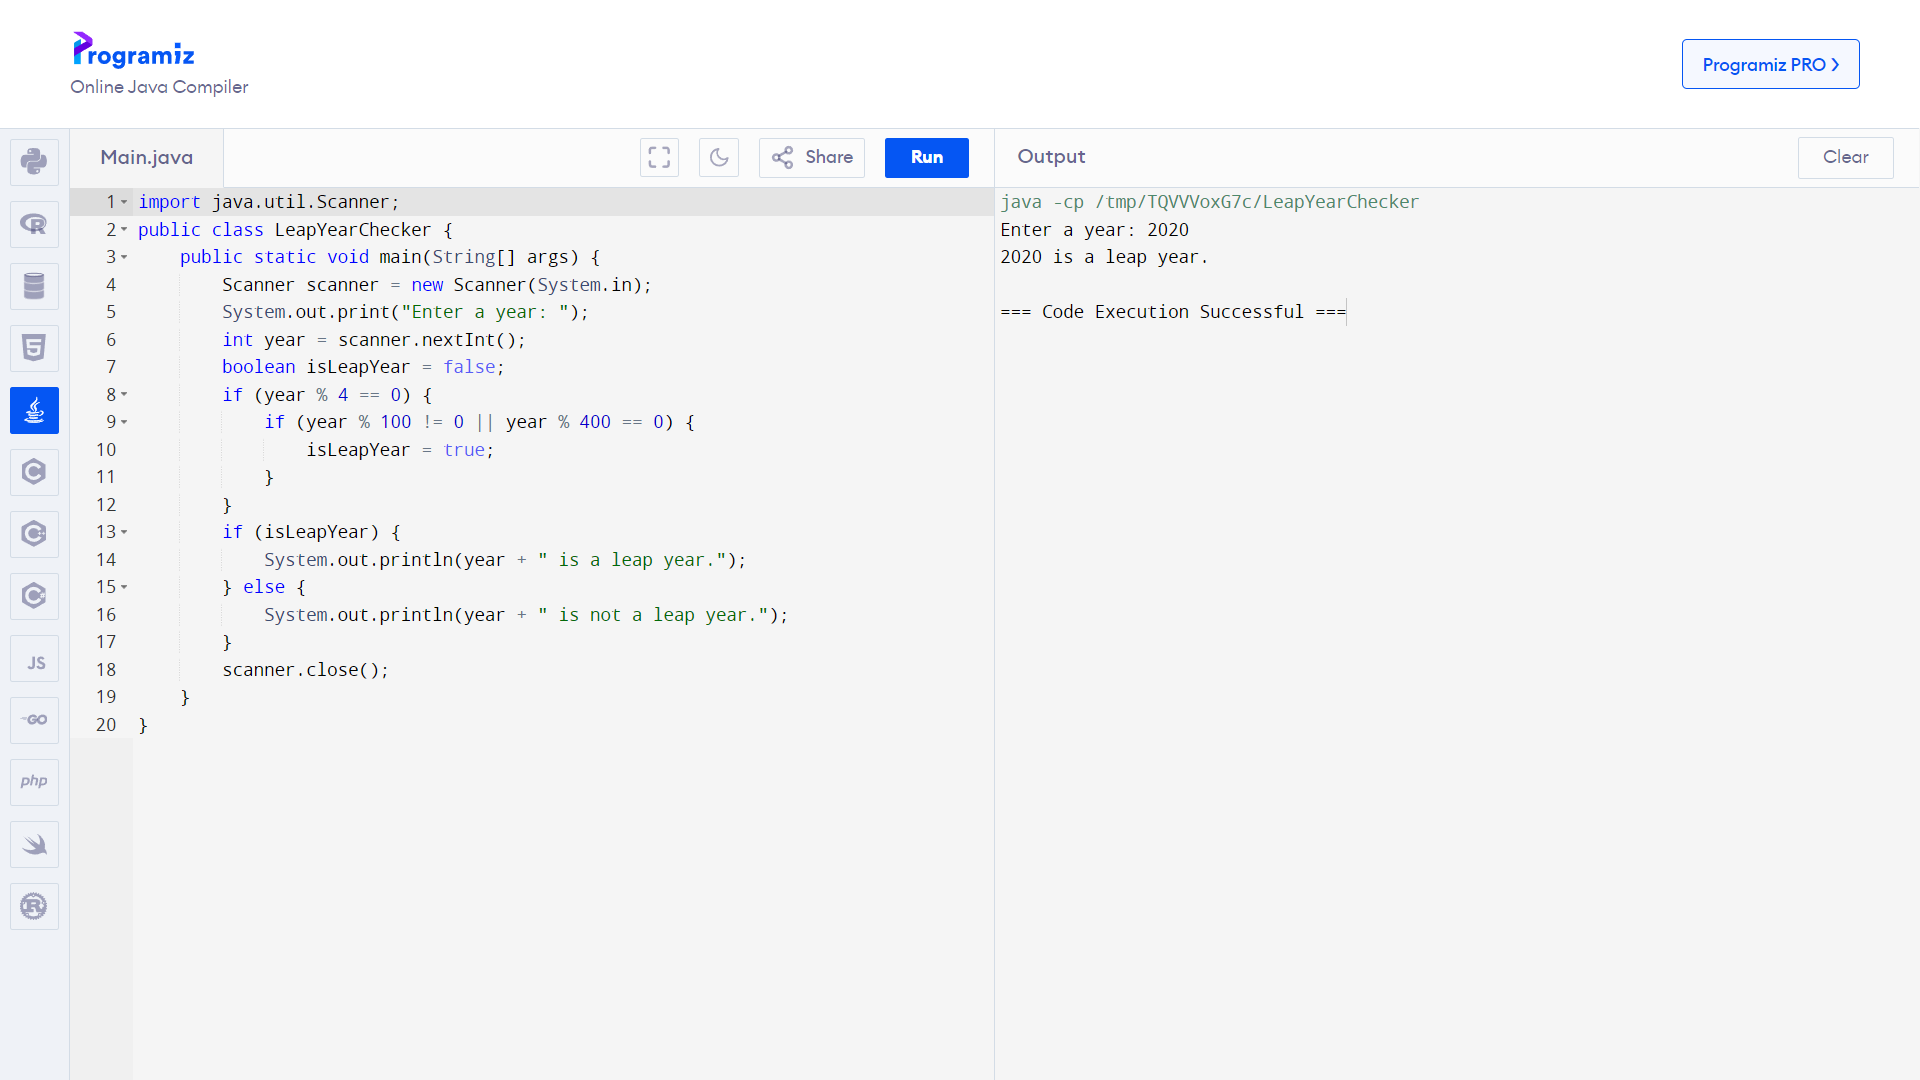 Programiz
Online Java Compiler
Programiz PRO
Main.java
Share
Run
Output
Clear
1 import java.util.Scanner;
2 public class LeapYearChecker {
3     public static void main(String[] args) {
4         Scanner scanner = new Scanner(System.in);
5         System.out.print("Enter a year: ");
6         int year = scanner.nextInt();
7         boolean isLeapYear = false;
8         if (year % 4 == 0) {
9             if (year % 100 != 0 || year % 400 == 0) {
10                 isLeapYear = true;
11             }
12         }
13         if (isLeapYear) {
14             System.out.println(year + " is a leap year.");
15         } else {
16             System.out.println(year + " is not a leap year.");
17         }
18         scanner.close();
19     }
20 }
java -cp /tmp/TQVVVoxG7c/LeapYearChecker
Enter a year: 2020
2020 is a leap year.
=== Code Execution Successful ===
R
5
C
C++
C#
JS
GO
php
R